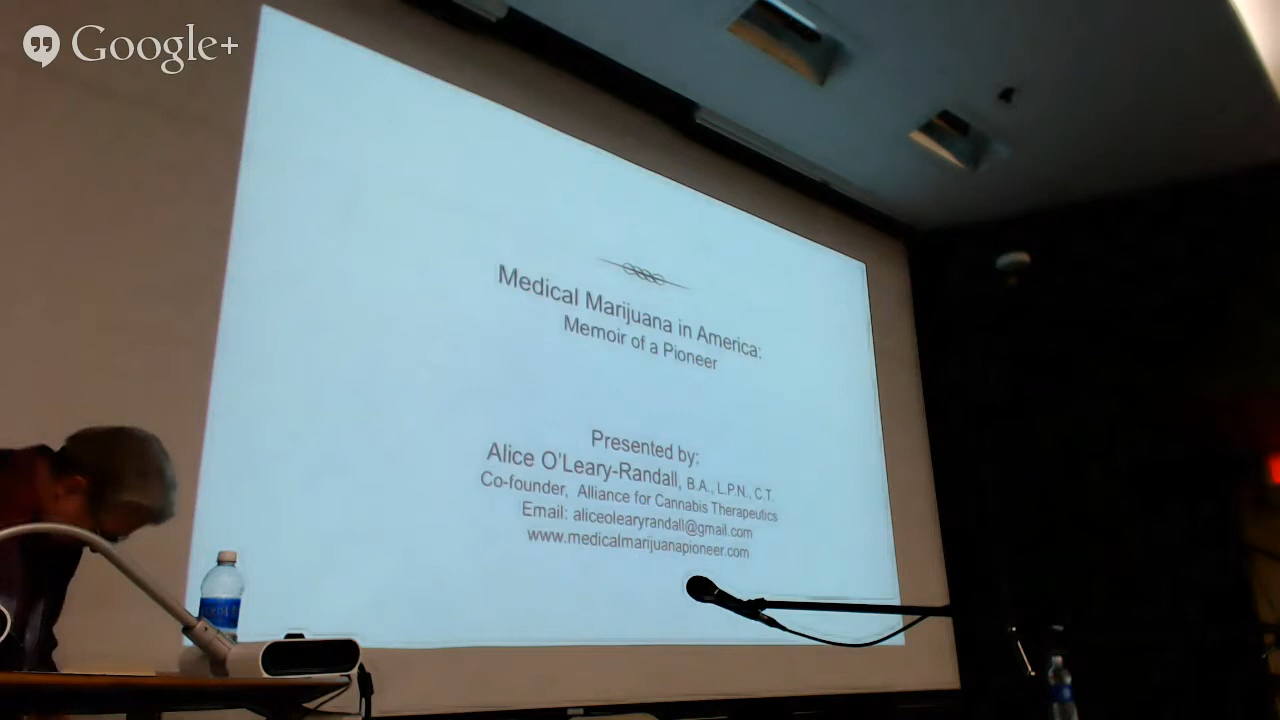 Google+
Medical Marijuana in America:
Memoir of a Pioneer
Presented by:
Alice O'Leary-Randall, B.A., L.P.N., C.T.
Co-founder, Alliance for Cannabis Therapeutics
Email: aliceolearyrandall@gmail.com
www.medicalmarijuanapioneer.com